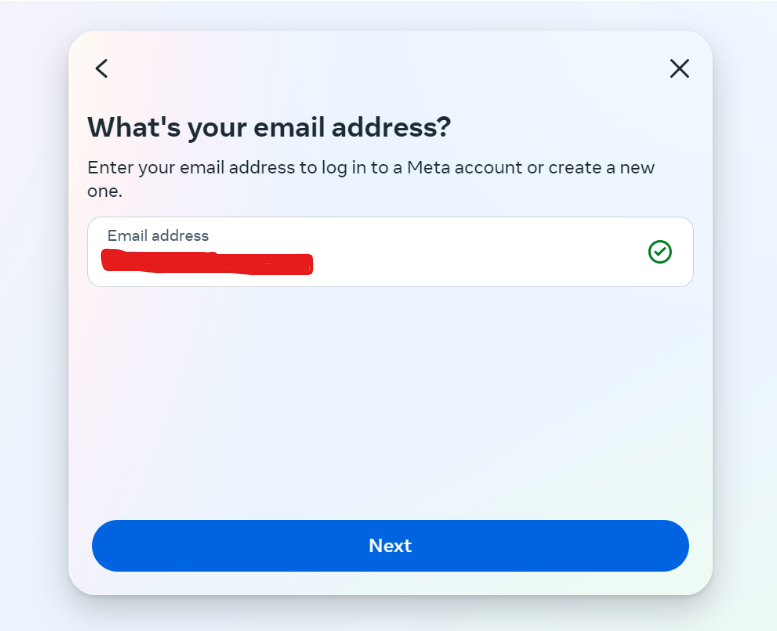 What's your email address?
Enter your email address to log in to a Meta account or create a new
one.
Email address
Next